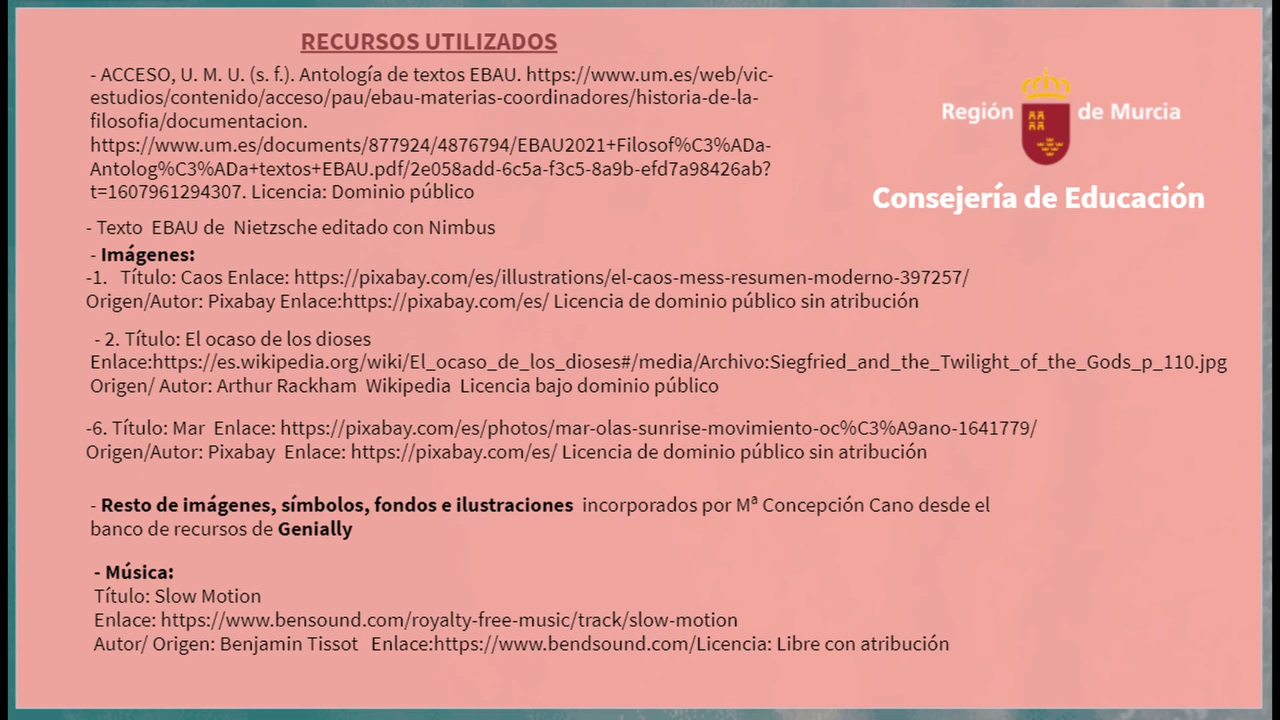 RECURSOS UTILIZADOS
- ACCESO, U. M. U. (s. f.). Antología de textos EBAU. https://www.um.es/web/vic-
estudios/contenido/acceso/pau/ebau-materias-coordinadores/historia-de-la-
filosofia/documentacion.
https://www.um.es/documents/877924/4876794/EBAU2021+Filosof%C3%ADa-
Antolog%C3%ADa+textos+EBAU.pdf/2e058add-6c5a-f3c5-8a9b-efd7a98426ab?
t=1607961294307. Licencia: Dominio público
Región de Murcia
Consejería de Educación
- Texto EBAU de Nietzsche editado con Nimbus
- Imágenes:
-1. Título: Caos Enlace: https://pixabay.com/es/illustrations/el-caos-mess-resumen-moderno-397257/
Origen/Autor: Pixabay Enlace:https://pixabay.com/es/ Licencia de dominio público sin atribución
- 2. Título: El ocaso de los dioses
Enlace:https://es.wikipedia.org/wiki/El_ocaso_de_los_dioses#/media/Archivo:Siegfried_and_the_Twilight_of_the_Gods_p_110.jpg
Origen/ Autor: Arthur Rackham Wikipedia Licencia bajo dominio público
-6. Título: Mar Enlace: https://pixabay.com/es/photos/mar-olas-sunrise-movimiento-oc%C3%A9ano-1641779/
Origen/Autor: Pixabay Enlace: https://pixabay.com/es/ Licencia de dominio público sin atribución
- Resto de imágenes, símbolos, fondos e ilustraciones incorporados por Mª Concepción Cano desde el
banco de recursos de Genially
- Música:
Título: Slow Motion
Enlace: https://www.bensound.com/royalty-free-music/track/slow-motion
Autor/ Origen: Benjamin Tissot Enlace:https://www.bendsound.com/Licencia: Libre con atribución